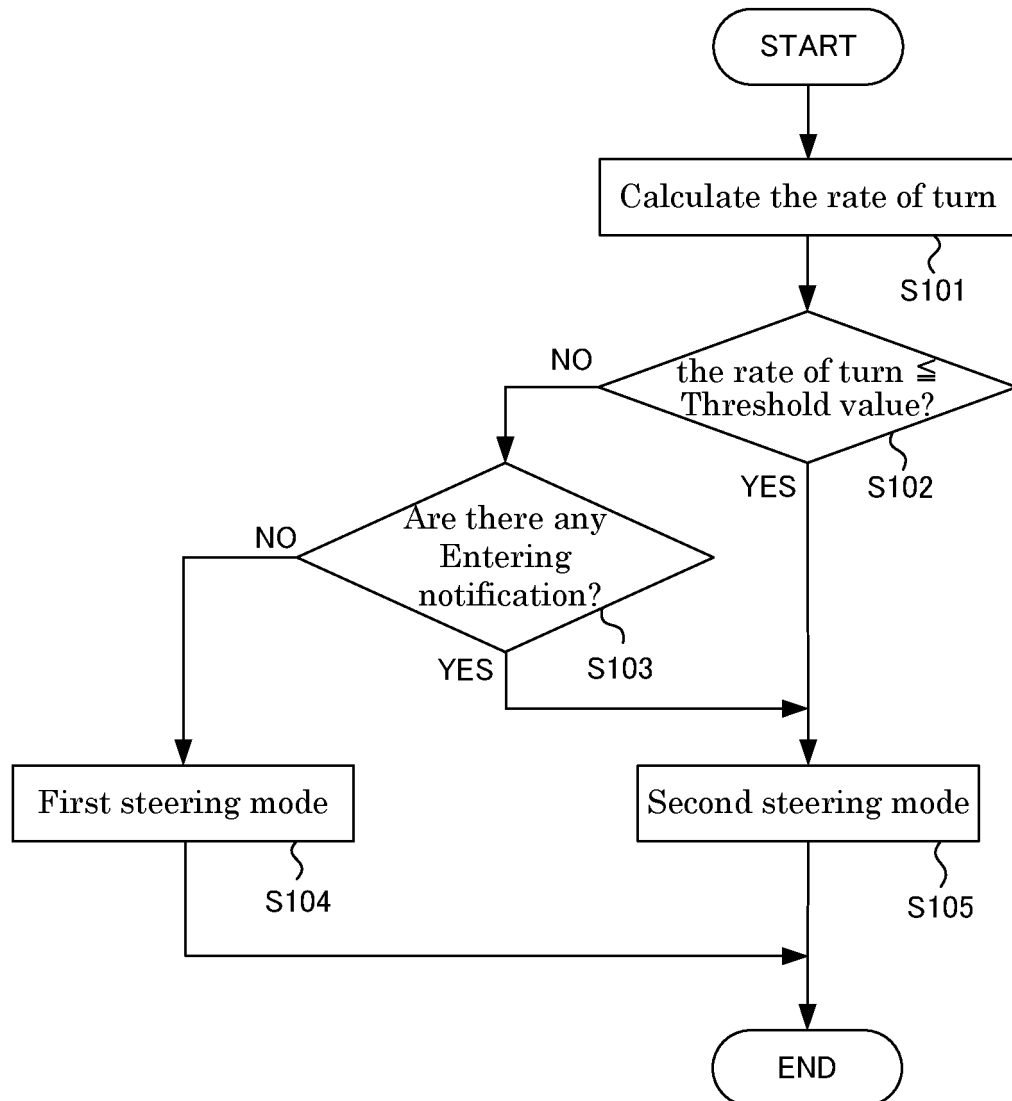 START
Calculate the rate of turn
S101
NO
the rate of turn ≦
Threshold value?
YES
S102
NO
Are there any
Entering
notification?
YES
S103
First steering mode
Second steering mode
S104
S105
END